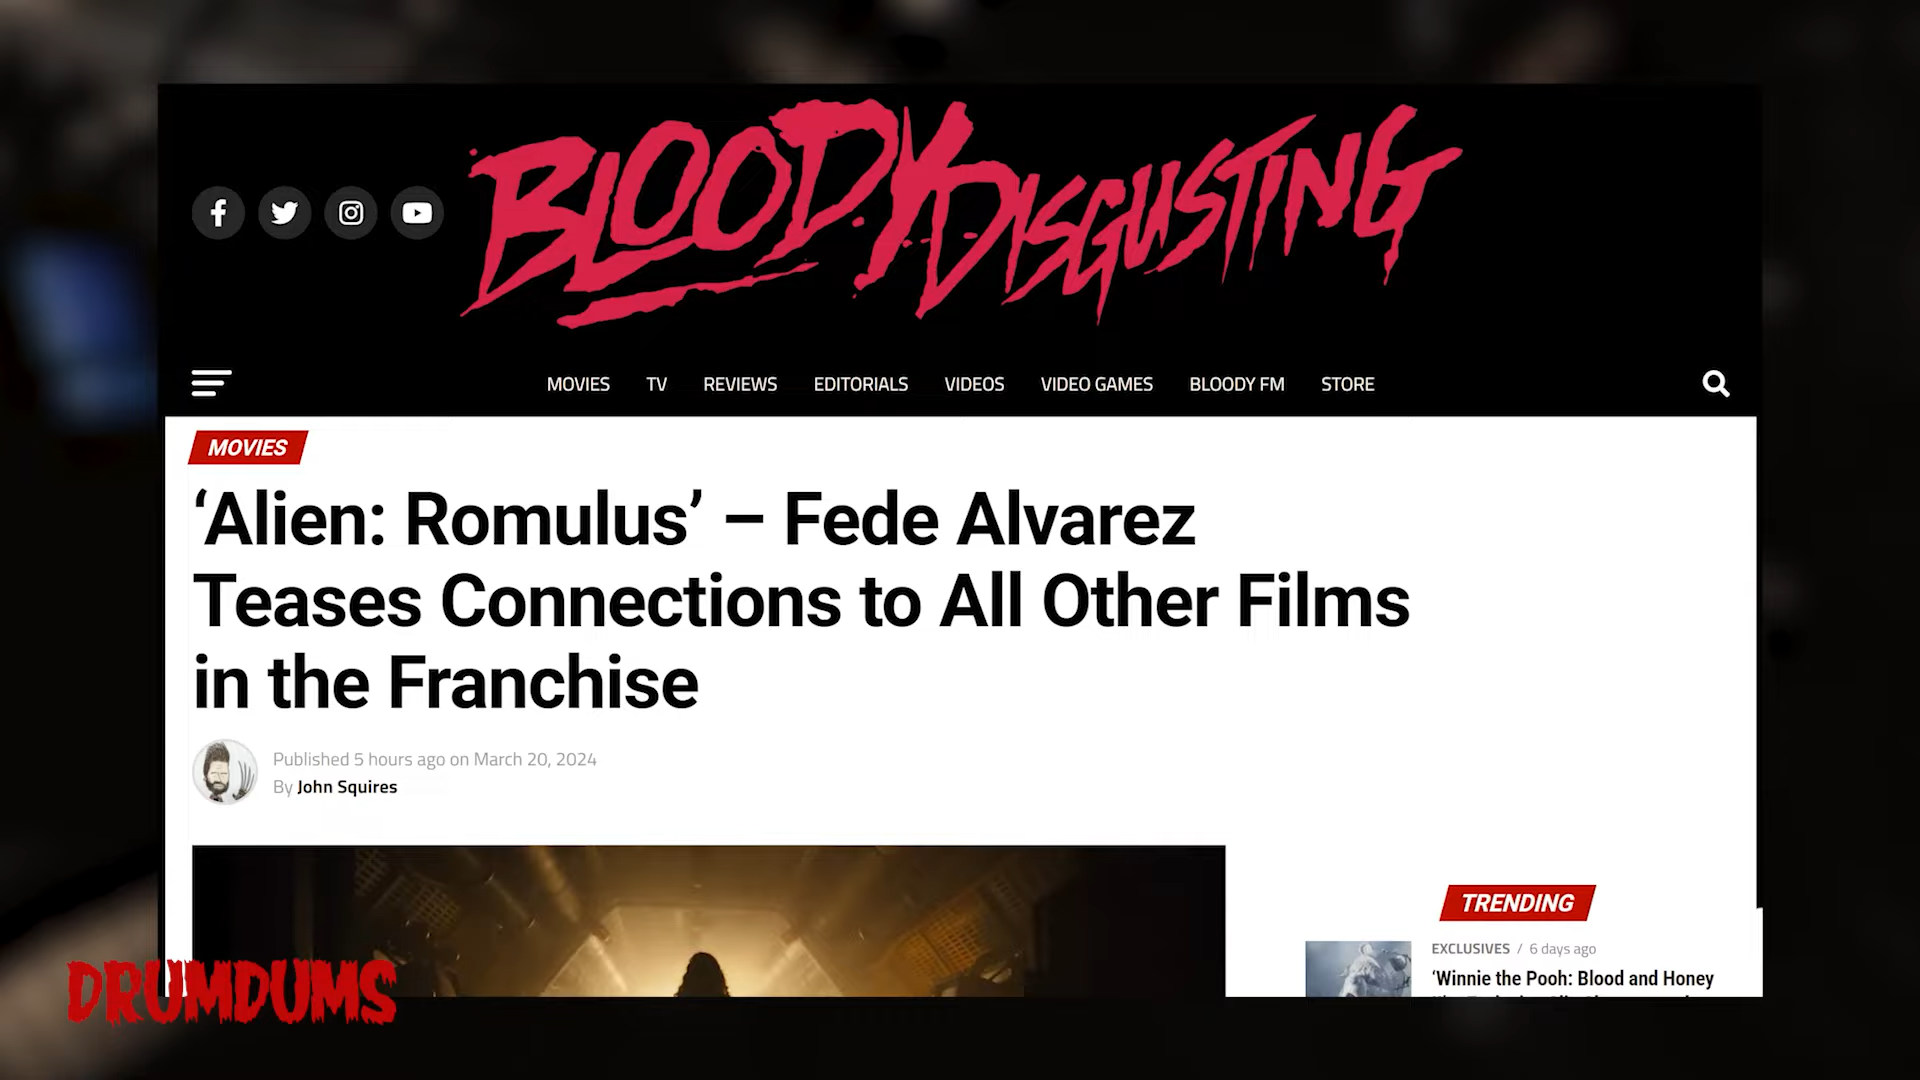 BLOODY DISGUSTING
MOVIES TV REVIEWS EDITORIALS VIDEOS VIDEO GAMES BLOODY FM STORE
MOVIES
‘Alien: Romulus’ – Fede Alvarez
Teases Connections to All Other Films
in the Franchise
Published 5 hours ago on March 20, 2024
By John Squires
TRENDING
EXCLUSIVES / 6 days ago
‘Winnie the Pooh: Blood and Honey
DRUMDUMS